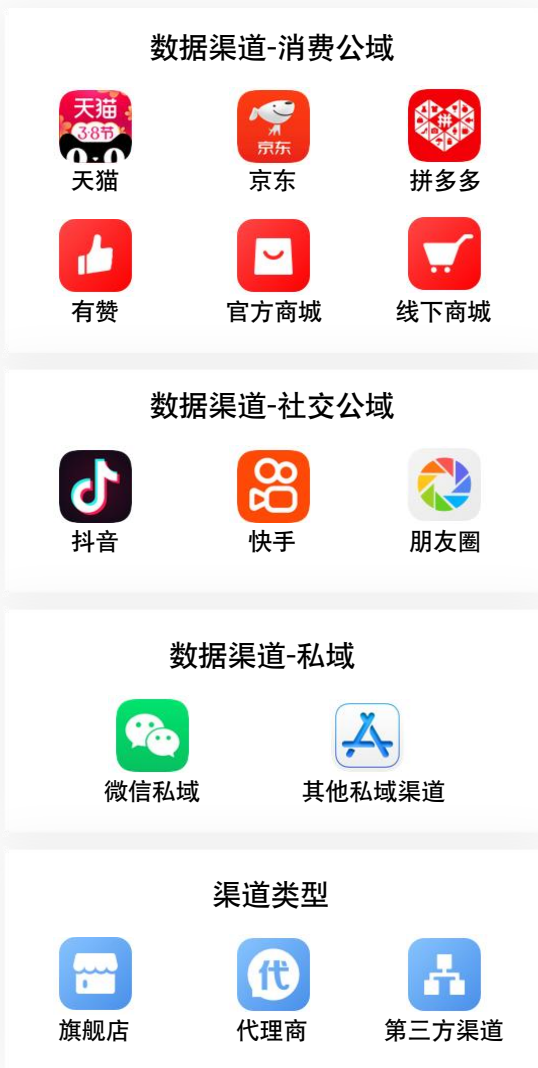 数据渠道-消费公域
天猫
3·8节
京东
拼
天猫 京东 拼多多
有赞 官方商城 线下商城
数据渠道-社交公域
抖音 快手 朋友圈
数据渠道-私域
微信私域 其他私域渠道
渠道类型
代
旗舰店 代理商 第三方渠道